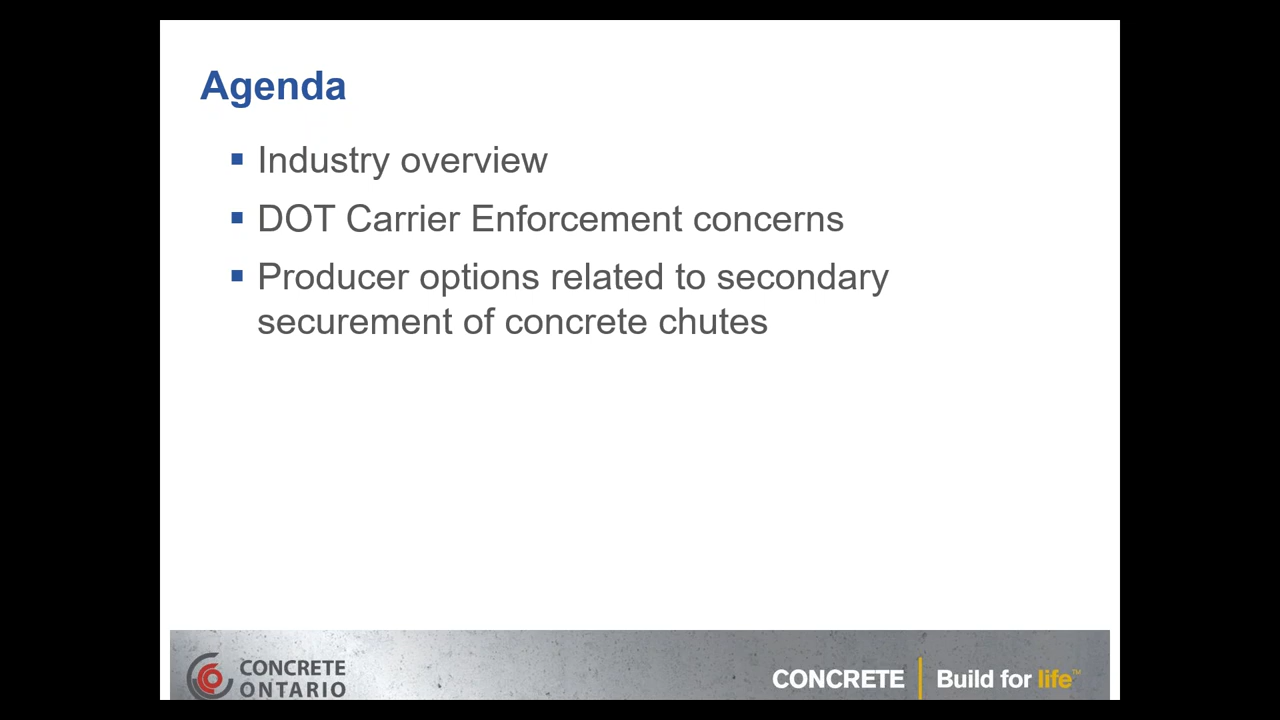 Agenda
▪ Industry overview
▪ DOT Carrier Enforcement concerns
▪ Producer options related to secondary
securement of concrete chutes
CONCRETE
ONTARIO
CONCRETE | Build for life™